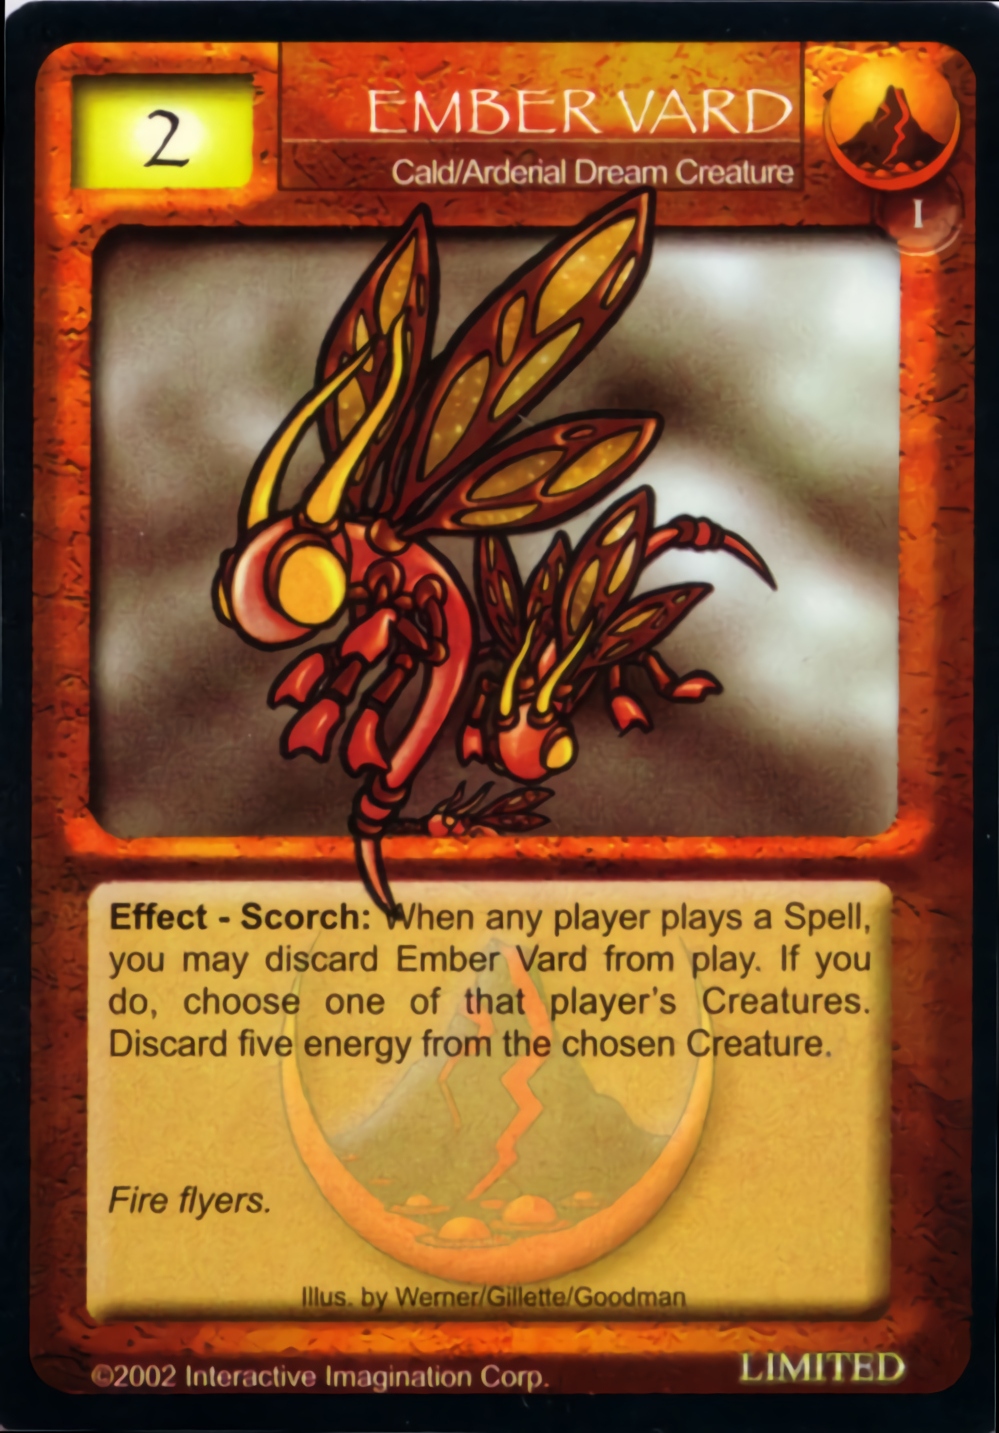 2
EMBER VARD
Cald/Arderial Dream Creature
I
Effect - Scorch: When any player plays a Spell,
you may discard Ember Vard from play. If you
do, choose one of that player's Creatures.
Discard five energy from the chosen Creature.
Fire flyers.
Illus. by Werner/Gillette/Goodman
©2002 Interactive Imagination Corp.
LIMITED